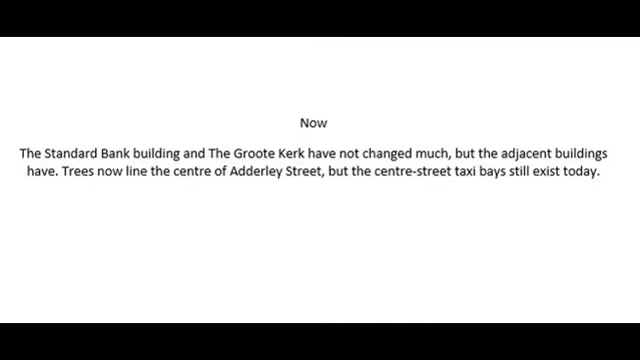 Now
The Standard Bank building and The Groote Kerk have not changed much, but the adjacent buildings
have. Trees now line the centre of Adderley Street, but the centre-street taxi bays still exist today.